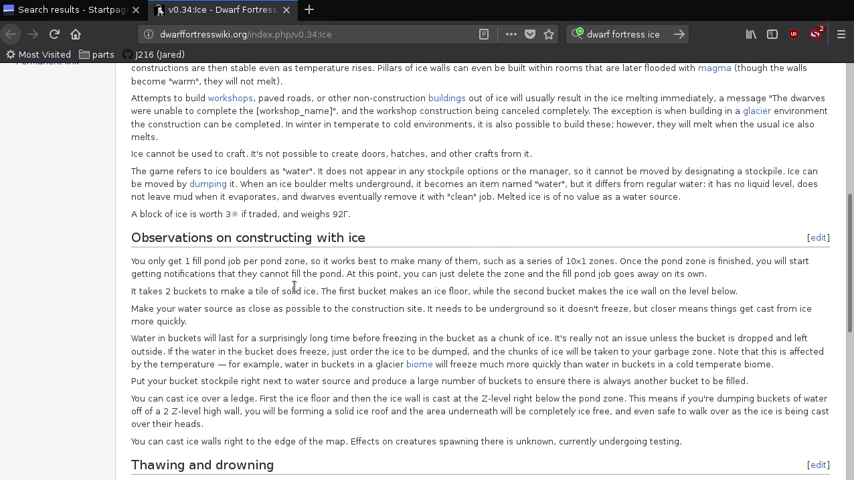 Search results - Startpag
v0.34:Ice - Dwarf Fortress
dwarffortresswiki.org/index.php/v0.34:Ice
dwarf fortress ice
2
Most Visited
parts
J216 (Jared)
constructions are then stable even as temperature rises. Pillars of ice walls can even be built within rooms that are later flooded with magma (though the walls
become "warm", they will not melt).
Attempts to build workshops, paved roads, or other non-construction buildings out of ice will usually result in the ice melting immediately, a message "The dwarves
were unable to complete the [workshop_name]", and the workshop construction being canceled completely. The exception is when building in a glacier environment
the construction can be completed. In winter in temperate to cold environments, it is also possible to build these; however, they will melt when the usual ice also
melts.
Ice cannot be used to craft. It's not possible to create doors, hatches, and other crafts from it.
The game refers to ice boulders as "water". It does not appear in any stockpile options or the manager, so it cannot be moved by designating a stockpile. Ice can
be moved by dumping it. When an ice boulder melts underground, it becomes an item named "water", but it differs from regular water: it has no liquid level, does
not leave mud when it evaporates, and dwarves eventually remove it with "clean" job. Melted ice is of no value as a water source.
A block of ice is worth 3☼ if traded, and weighs 92Γ.
Observations on constructing with ice
[edit]
You only get 1 fill pond job per pond zone, so it works best to make many of them, such as a series of 10x1 zones. Once the pond zone is finished, you will start
getting notifications that they cannot fill the pond. At this point, you can just delete the zone and the fill pond job goes away on its own.
It takes 2 buckets to make a tile of solid ice. The first bucket makes an ice floor, while the second bucket makes the ice wall on the level below.
Make your water source as close as possible to the construction site. It needs to be underground so it doesn't freeze, but closer means things get cast from ice
more quickly.
Water in buckets will last for a surprisingly long time before freezing in the bucket as a chunk of ice. It's really not an issue unless the bucket is dropped and left
outside. If the water in the bucket does freeze, just order the ice to be dumped, and the chunks of ice will be taken to your garbage zone. Note that this is affected
by the temperature — for example, water in buckets in a glacier biome will freeze much more quickly than water in buckets in a cold temperate biome.
Put your bucket stockpile right next to water source and produce a large number of buckets to ensure there is always another bucket to be filled.
You can cast ice over a ledge. First the ice floor and then the ice wall is cast at the Z-level right below the pond zone. This means if you're dumping buckets of water
off of a 2 Z-level high wall, you will be forming a solid ice roof and the area underneath will be completely ice free, and even safe to walk over as the ice is being cast
over their heads.
You can cast ice walls right to the edge of the map. Effects on creatures spawning there is unknown, currently undergoing testing.
Thawing and drowning
[edit]